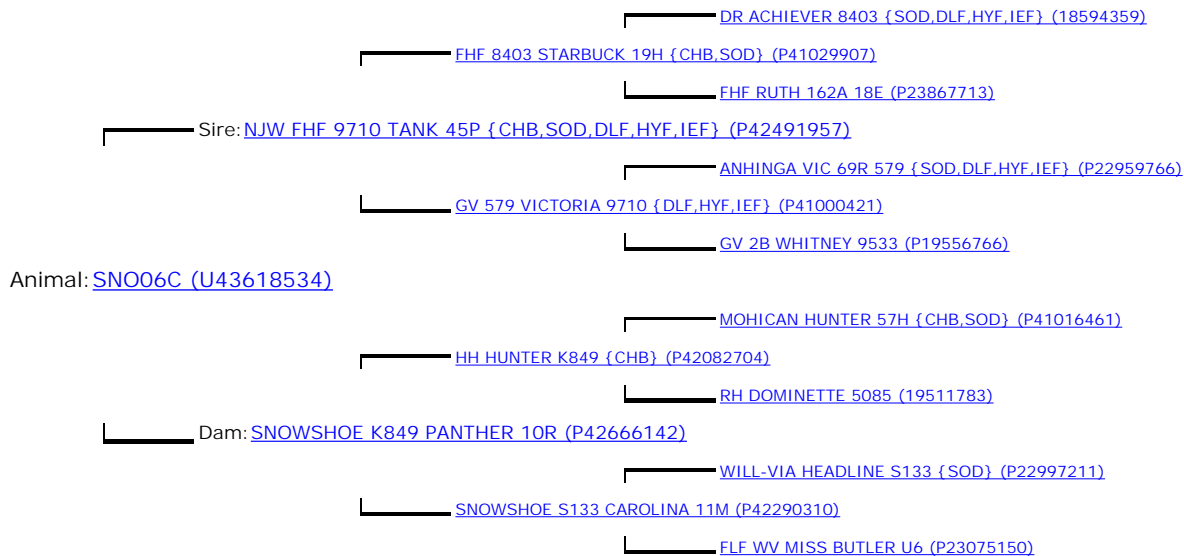 DR ACHIEVER 8403 {SOD,DLF,HYF,IEF} (18594359)
FHF 8403 STARBUCK 19H {CHB,SOD} (P41029907)
FHF RUTH 162A 18E (P23867713)
Sire: NJW FHF 9710 TANK 45P {CHB,SOD,DLF,HYF,IEF} (P42491957)
ANHINGA VIC 69R 579 {SOD,DLF,HYF,IEF} (P22959766)
GV 579 VICTORIA 9710 {DLF,HYF,IEF} (P41000421)
GV 2B WHITNEY 9533 (P19556766)
Animal: SNO06C (U43618534)
MOHICAN HUNTER 57H {CHB,SOD} (P41016461)
HH HUNTER K849 {CHB} (P42082704)
RH DOMINETTE 5085 (19511783)
Dam: SNOWSHOE K849 PANTHER 10R (P42666142)
WILL-VIA HEADLINE S133 {SOD} (P22997211)
SNOWSHOE S133 CAROLINA 11M (P42290310)
FLF WV MISS BUTLER U6 (P23075150)